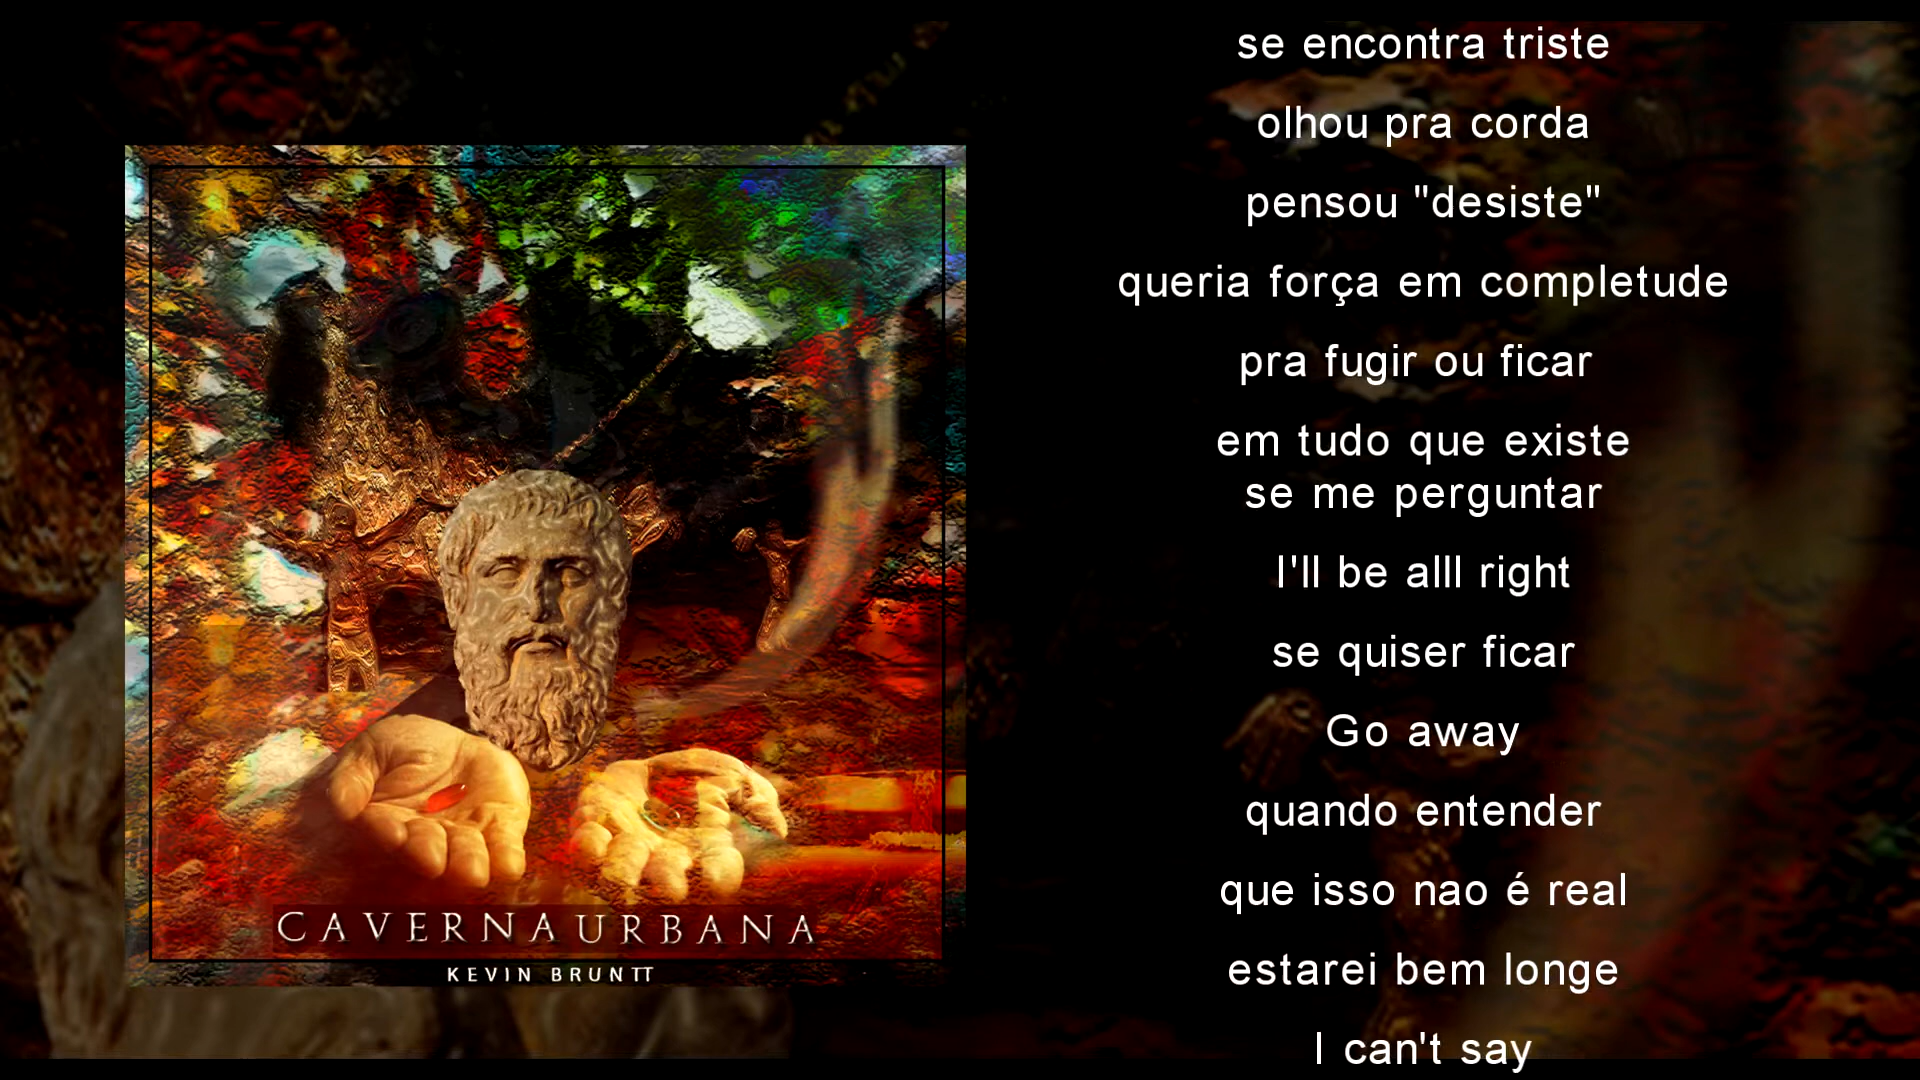 CAVERNA URBANA
KEVIN BRUNTT
se encontra triste
olhou pra corda
pensou "desiste"
queria força em completude
pra fugir ou ficar
em tudo que existe
se me perguntar
I'll be alll right
se quiser ficar
Go away
quando entender
que isso nao é real
estarei bem longe
I can't say